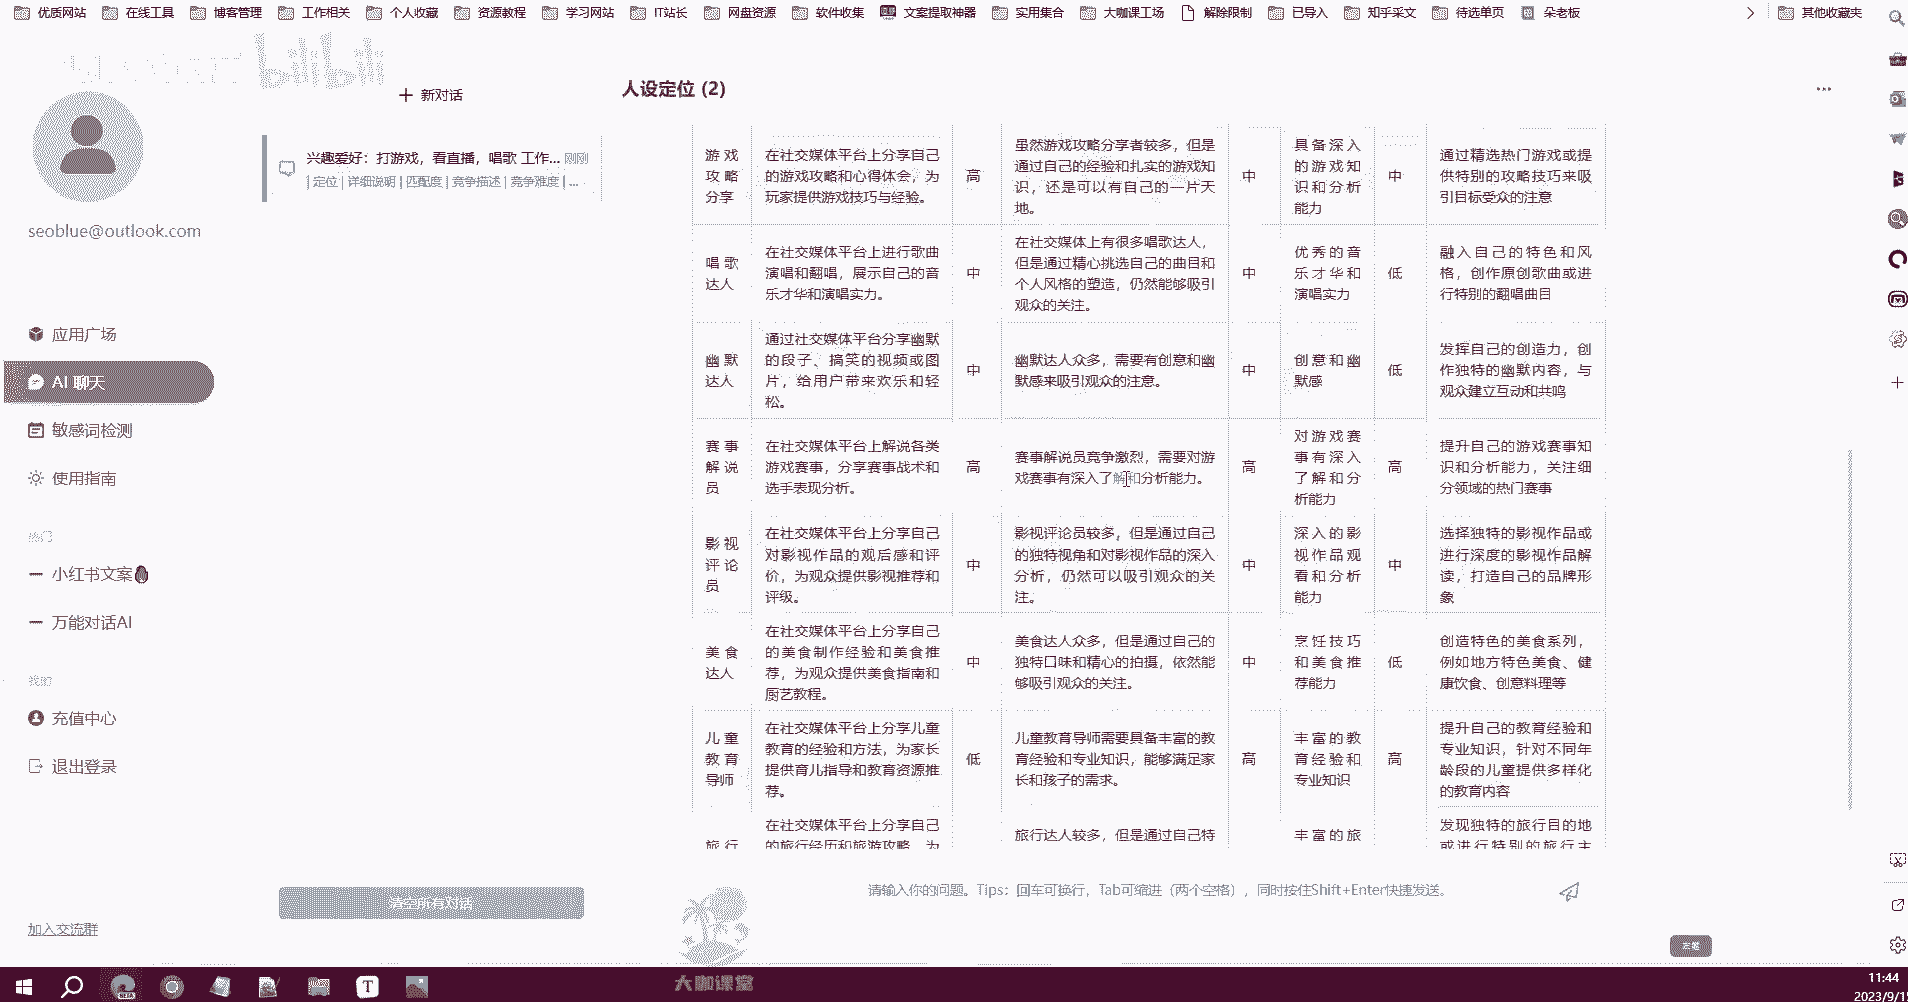 优质网站 在线工具 博客管理 工作相关 个人收藏 资源教程 学习网站 IT站长 网盘资源 软件收集 文案提取神器 实用集合 大咖课工场 解除限制 已导入 知乎采文 待选单页 朵老板 其他收藏夹
bilibili
seoblue@outlook.com
应用广场
AI 聊天
敏感词检测
使用指南
热门
小红书文案
万能对话AI
我的
充值中心
退出登录
加入交流群
新对话
兴趣爱好：打游戏，看直播，唱歌 工作... 刚刚
| 定位 | 详细说明 | 匹配度 | 竞争描述 | 竞争难度 | ...
清空所有对话
人设定位 (2)
游戏
攻略
分享
在社交媒体平台上分享自己
的游戏攻略和心得体会，为
玩家提供游戏技巧与经验。
高
虽然游戏攻略分享者较多，但是
通过自己的经验和扎实的游戏知
识，还是可以有自己的一片天
地。
中
具备深入
的游戏知
识和分析
能力
中
通过精选热门游戏或提
供特别的攻略技巧来吸
引目标受众的注意
唱歌
达人
在社交媒体平台上进行歌曲
演唱和翻唱，展示自己的音
乐才华和演唱实力。
中
在社交媒体上有很多唱歌达人，
但是通过精心挑选自己的曲目和
个人风格的塑造，仍然能够吸引
观众的关注。
中
优秀的音
乐才华和
演唱实力
低
融入自己的特色和风
格，创作原创歌曲或进
行特别的翻唱曲目
幽默
达人
通过社交媒体平台分享幽默
的段子、搞笑的视频或图
片，给用户带来欢乐和轻
松。
中
幽默达人众多，需要有创意和幽
默感来吸引观众的注意。
中
创意和幽
默感
低
发挥自己的创造力，创
作独特的幽默内容，与
观众建立互动和共鸣
赛事
解说
员
在社交媒体平台上解说各类
游戏赛事，分享赛事战术和
选手表现分析。
高
赛事解说员竞争激烈，需要对游
戏赛事有深入了解和分析能力。
高
对游戏赛
事有深入
了解和分
析能力
高
提升自己的游戏赛事知
识和分析能力，关注细
分领域的热门赛事
影视
评论
员
在社交媒体平台上分享自己
对影视作品的观后感和评
价，为观众提供影视推荐和
评级。
中
影视评论员较多，但是通过自己
的独特视角和对影视作品的深入
分析，仍然可以吸引观众的关
注。
中
深入的影
视作品观
看和分析
能力
中
选择独特的影视作品或
进行深度的影视作品解
读，打造自己的品牌形
象
美食
达人
在社交媒体平台上分享自己
的美食制作经验和美食推
荐，为观众提供美食指南和
厨艺教程。
中
美食达人众多，但是通过自己的
独特口味和精心的拍摄，依然能
够吸引观众的关注。
中
烹饪技巧
和美食推
荐能力
低
创造特色的美食系列，
例如地方特色美食、健
康饮食、创意料理等
儿童
教育
导师
在社交媒体平台上分享儿童
教育的经验和方法，为家长
提供育儿指导和教育资源推
荐。
低
儿童教育导师需要具备丰富的教
育经验和专业知识，能够满足家
长和孩子的需求。
高
丰富的教
育经验和
专业知识
高
提升自己的教育经验和
专业知识，针对不同年
龄段的儿童提供多样化
的教育内容
旅行
在社交媒体平台上分享自己
的旅行经历和旅游攻略，为
旅行达人较多，但是通过自己特
丰富的旅
发现独特的旅行目的地
或进行特别的旅行主
请输入你的问题。Tips：回车可换行，Tab可缩进（两个空格），同时按住Shift+Enter快捷发送。
大咖课堂
11:44
2023/9/1